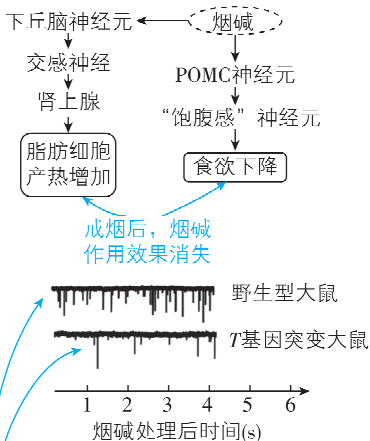 下丘脑神经元 烟碱
交感神经 POMC神经元
肾上腺 “饱腹感”神经元
脂肪细胞
产热增加
食欲下降
戒烟后，烟碱
作用效果消失
野生型大鼠
T基因突变大鼠
1 2 3 4 5 6
烟碱处理后时间(s)